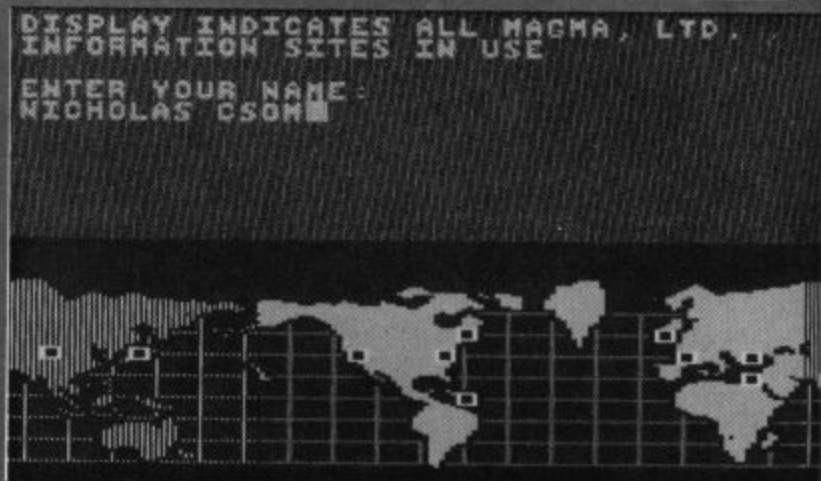 DISPLAY INDICATES ALL MAGMA, LTD.
INFORMATION SITES IN USE
ENTER YOUR NAME:
NICHOLAS CSOM